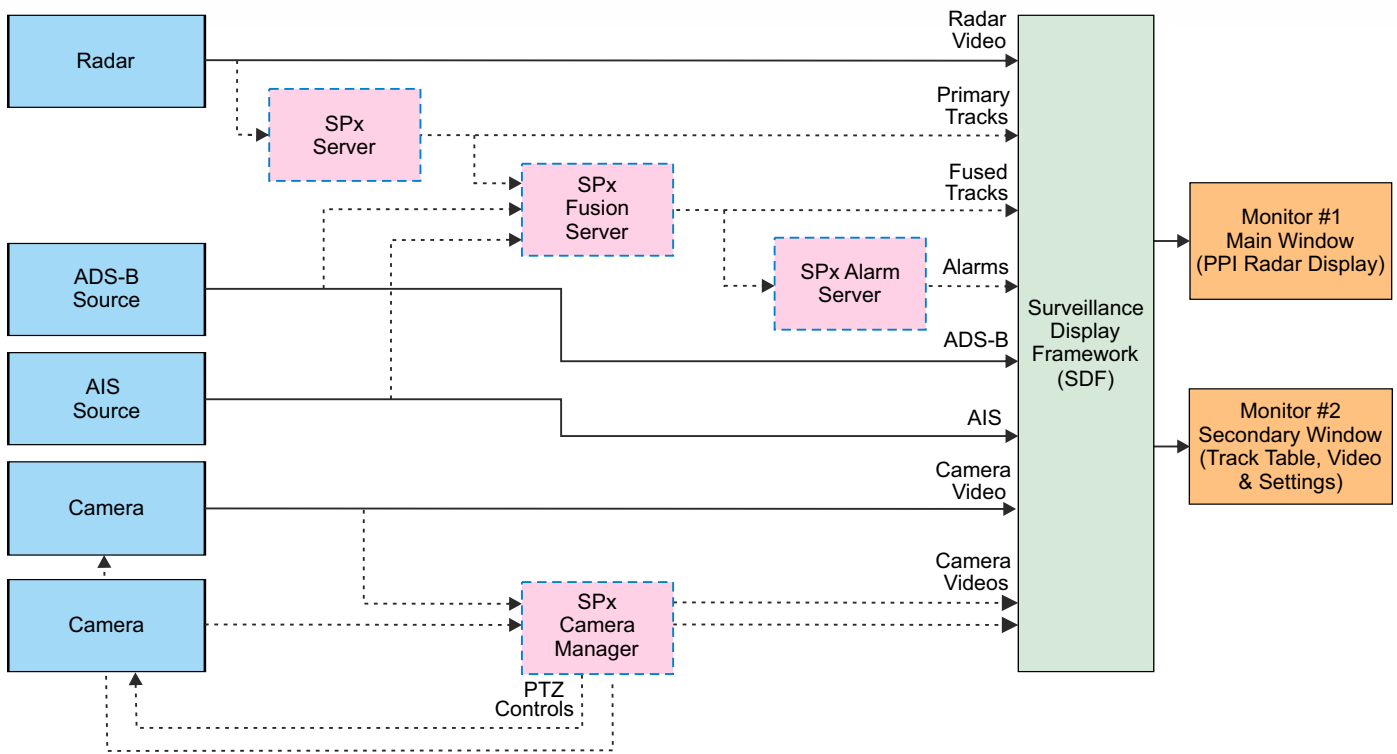 Radar
Video
Radar
Primary
Tracks
SPx
Server
Fused
Tracks
SPx
Fusion
Server
Monitor #1
Main Window
(PPI Radar Display)
ADS-B
Source
Alarms
SPx Alarm
Server
Surveillance
Display
Framework
(SDF)
ADS-B
AIS
Source
AIS
Monitor #2
Secondary Window
(Track Table, Video
& Settings)
Camera
Video
Camera
Camera
Videos
Camera
SPx
Camera
Manager
PTZ
Controls